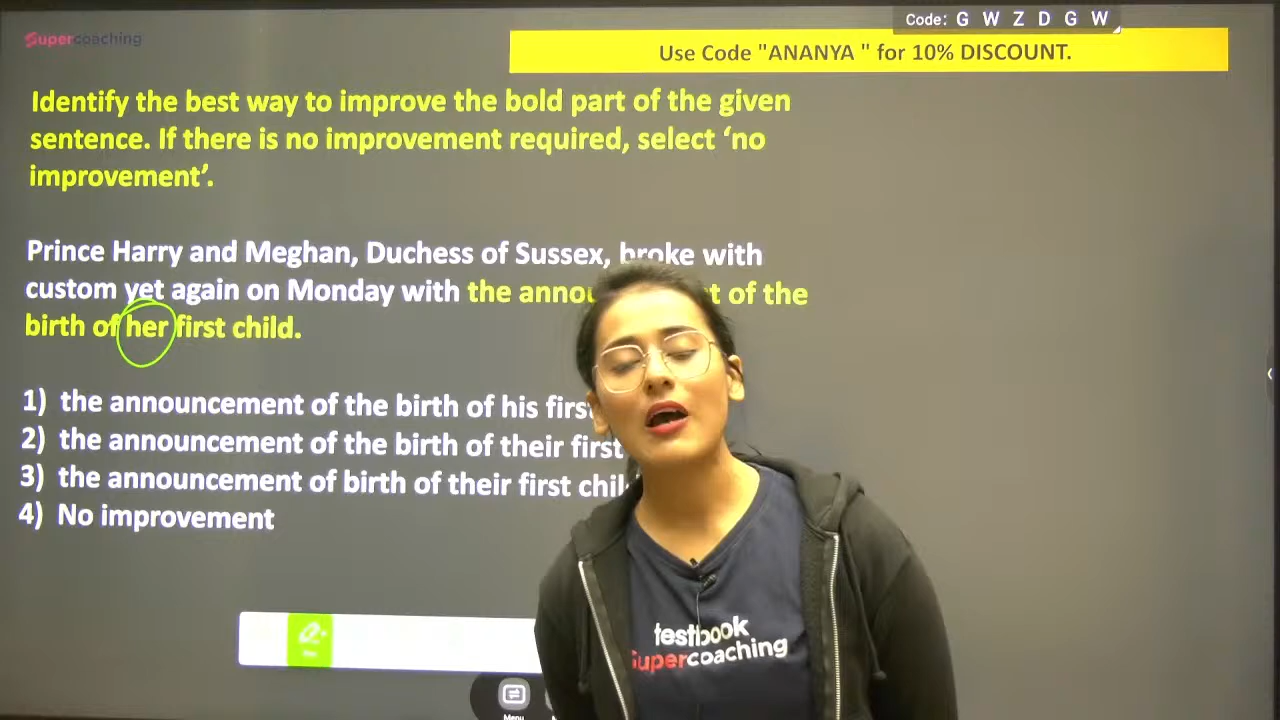 Code: G W Z D G W
Supercoaching
Use Code "ANANYA " for 10% DISCOUNT.
Identify the best way to improve the bold part of the given
sentence. If there is no improvement required, select ‘no
improvement’.
Prince Harry and Meghan, Duchess of Sussex, broke with
custom yet again on Monday with the of the
birth of her first child.
1) the announcement of the birth of his first
2) the announcement of the birth of their first
3) the announcement of birth of their first
4) No improvement
testbook
Supercoaching
Menu